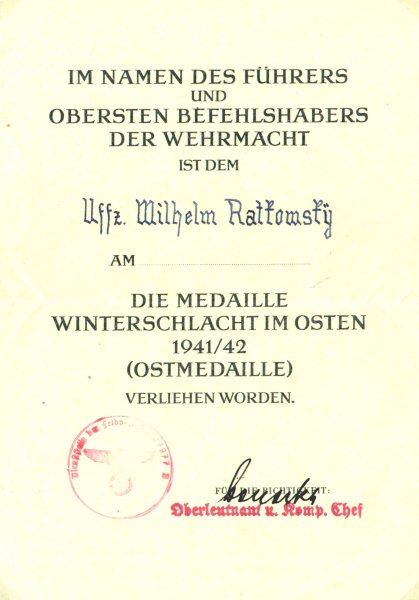 IM NAMEN DES FÜHRERS
UND
OBERSTEN BEFEHLSHABERS
DER WEHRMACHT
IST DEM
Uffz. Wilhelm Ratkowskÿ
AM
DIE MEDAILLE
WINTERSCHLACHT IM OSTEN
1941/42
(OSTMEDAILLE)
VERLIEHEN WORDEN.
FÜR DIE RICHTIGKEIT:
Oberleutnant u. Komp. Chef